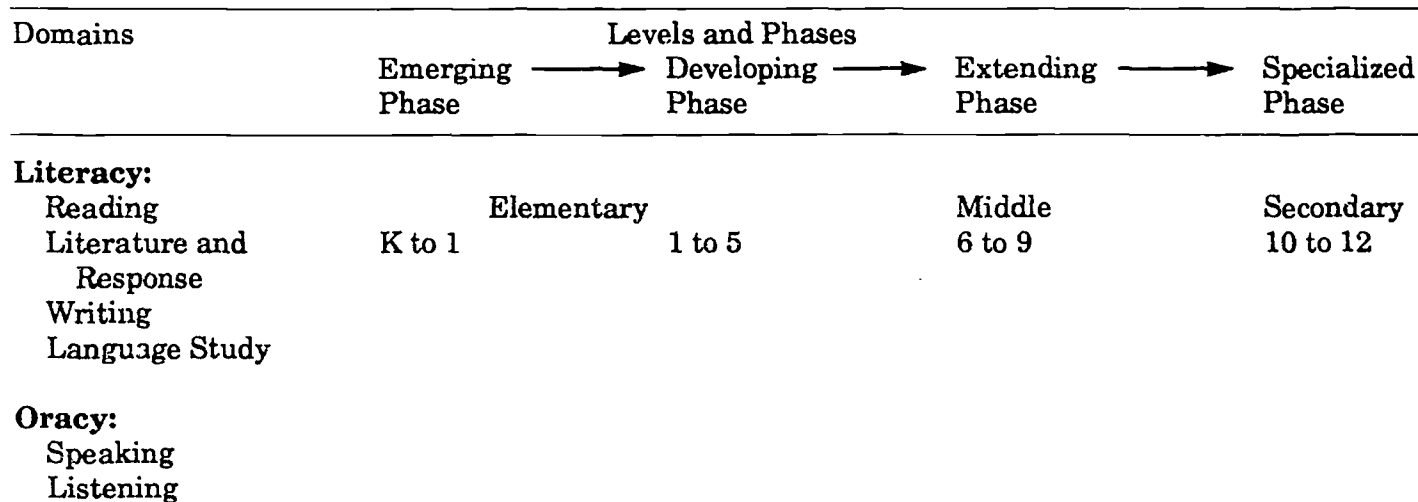 Domains Levels and Phases
Emerging Developing Extending Specialized
Phase Phase Phase Phase
Literacy:
Reading Elementary Middle Secondary
Literature and K to 1 1 to 5 6 to 9 10 to 12
Response
Writing
Language Study
Oracy:
Speaking
Listening